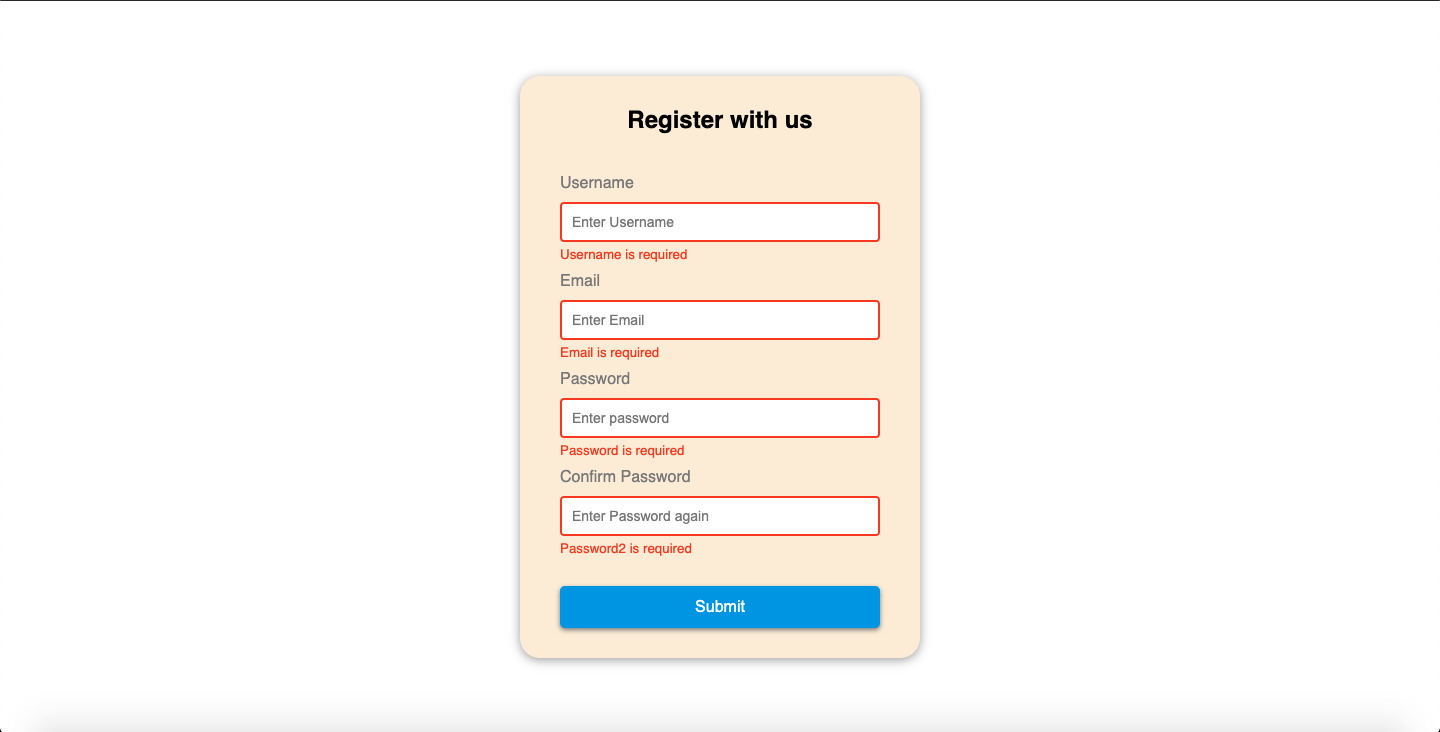 Register with us
Username
Enter Username
Username is required
Email
Enter Email
Email is required
Password
Enter password
Password is required
Confirm Password
Enter Password again
Password2 is required
Submit